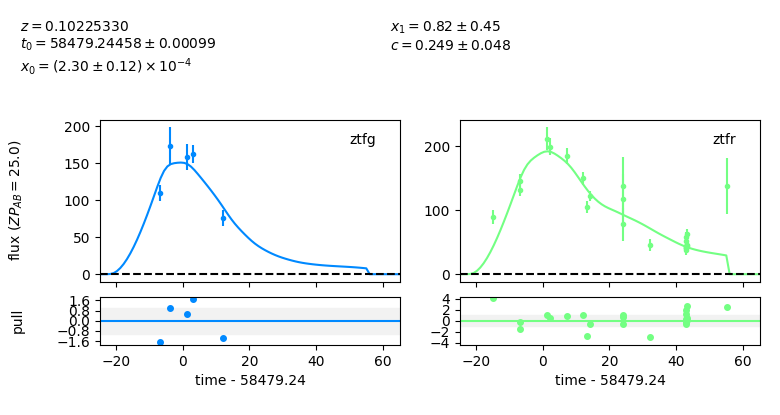 z = 0.10225330
t₀ = 58479.24458 ± 0.00099
x₀ = (2.30 ± 0.12) × 10⁻⁴
x₁ = 0.82 ± 0.45
c = 0.249 ± 0.048
flux (ZP_AB = 25.0)
200
150
100
50
0
ztfg
200
100
0
ztfr
pull
1.6
0.8
0.0
−0.8
−1.6
−20 0 20 40 60
time - 58479.24
4
2
0
−2
−4
−20 0 20 40 60
time - 58479.24